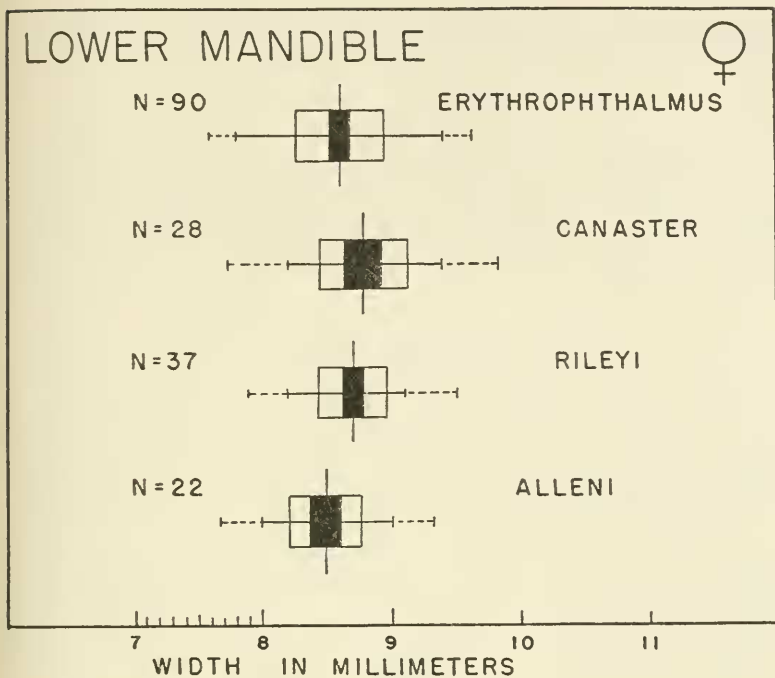 LOWER MANDIBLE ♀
N=90 ERYTHROPHTHALMUS
N=28 CANASTER
N=37 RILEYI
N=22 ALLENI
7 8 9 10 11
WIDTH IN MILLIMETERS